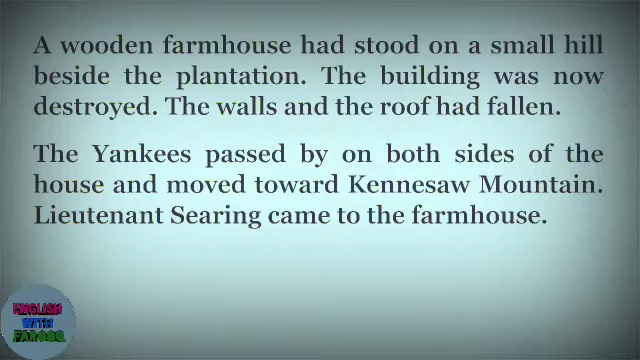 A wooden farmhouse had stood on a small hill
beside the plantation. The building was now
destroyed. The walls and the roof had fallen.
The Yankees passed by on both sides of the
house and moved toward Kennesaw Mountain.
Lieutenant Searing came to the farmhouse.
ENGLISH
WITH
FAROOQ